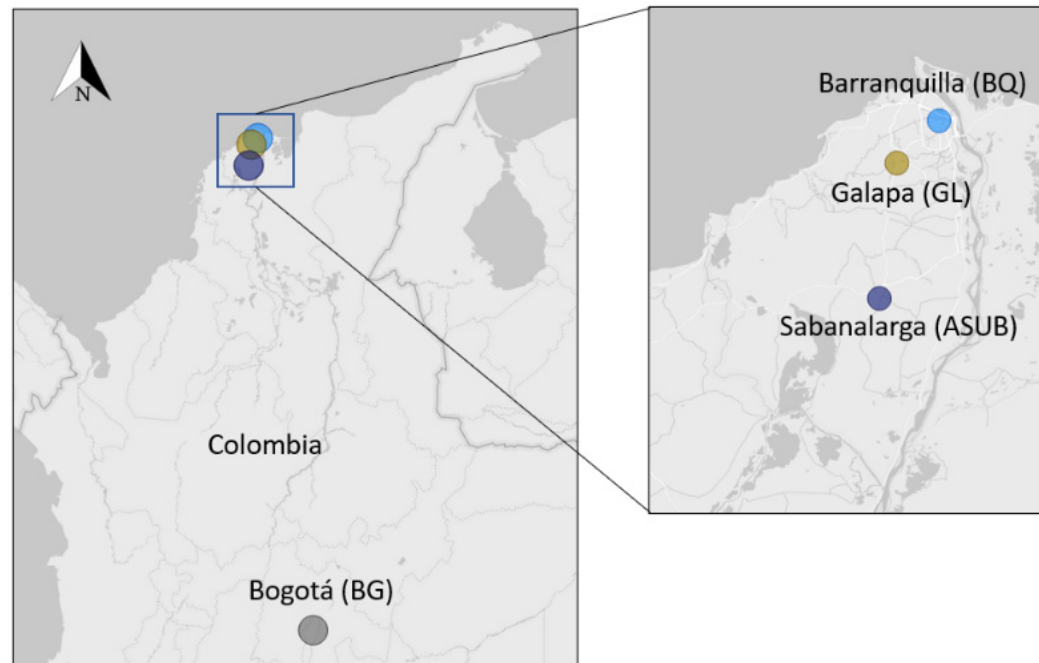 N
Colombia
Bogotá (BG)
Barranquilla (BQ)
Galapa (GL)
Sabanalarga (ASUB)